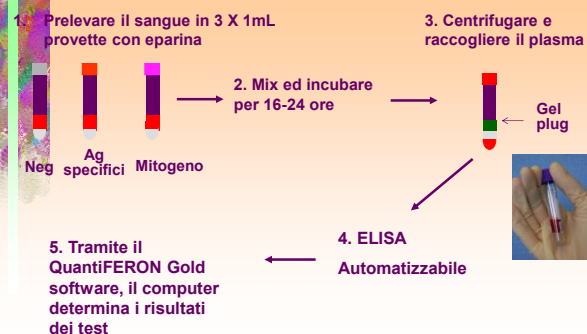 1. Prelevare il sangue in 3 X 1mL
provette con eparina
Neg
Ag
specifici
Mitogeno
2. Mix ed incubare
per 16-24 ore
3. Centrifugare e
raccogliere il plasma
Gel
plug
4. ELISA
Automatizzabile
5. Tramite il
QuantiFERON Gold
software, il computer
determina i risultati
dei test